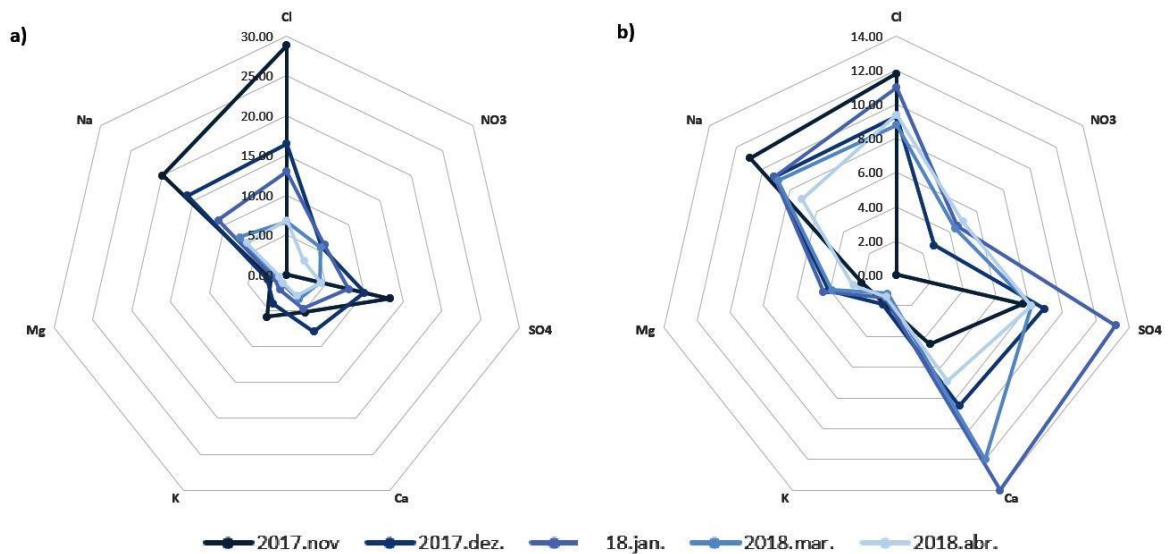 a)
Cl
30.00
25.00
20.00
15.00
10.00
5.00
0.00
NO3
SO4
Ca
K
Mg
Na
b)
Cl
14.00
12.00
10.00
8.00
6.00
4.00
2.00
0.00
NO3
SO4
Ca
K
Mg
Na
2017.nov 2017.dez. 18.jan. 2018.mar. 2018.abr.